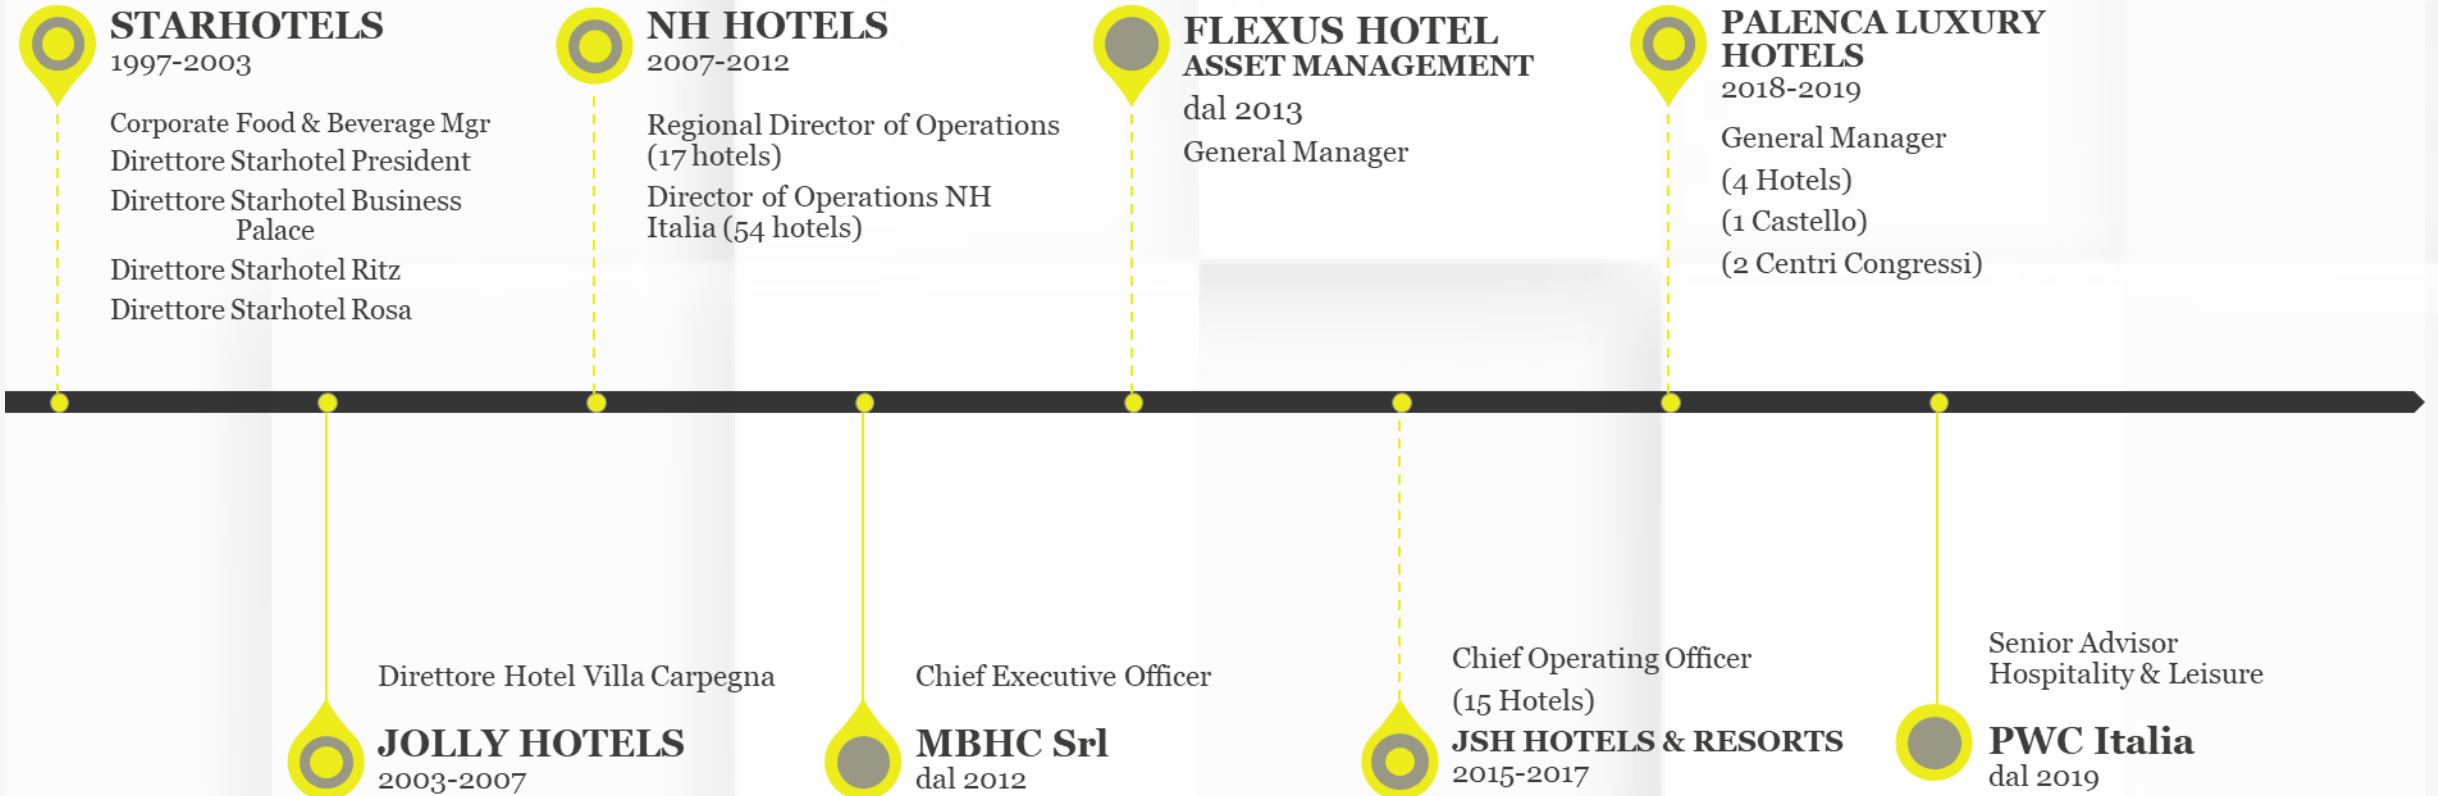 STARHOTELS
1997-2003
Corporate Food & Beverage Mgr
Direttore Starhotel President
Direttore Starhotel Business
Palace
Direttore Starhotel Ritz
Direttore Starhotel Rosa
NH HOTELS
2007-2012
Regional Director of Operations
(17 hotels)
Director of Operations NH
Italia (54 hotels)
FLEXUS HOTEL
ASSET MANAGEMENT
dal 2013
General Manager
PALENCA LUXURY
HOTELS
2018-2019
General Manager
(4 Hotels)
(1 Castello)
(2 Centri Congressi)
Direttore Hotel Villa Carpegna
JOLLY HOTELS
2003-2007
Chief Executive Officer
MBHC Srl
dal 2012
Chief Operating Officer
(15 Hotels)
JSH HOTELS & RESORTS
2015-2017
Senior Advisor
Hospitality & Leisure
PWC Italia
dal 2019